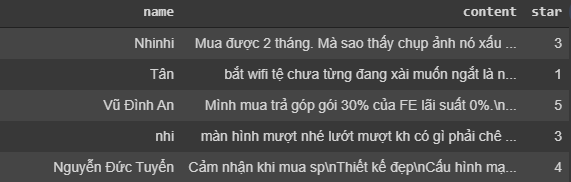 name content star
Nhinhi Mua được 2 tháng. Mà sao thấy chụp ảnh nó xấu ... 3
Tân bắt wifi tệ chưa từng đang xài muốn ngắt là n... 1
Vũ Đình An Mình mua trả góp gói 30% của FE lãi suất 0%.\n... 5
nhi màn hình mượt nhé lướt mượt kh có gì phải chê ... 3
Nguyễn Đức Tuyển Cảm nhận khi mua sp\nThiết kế đẹp\nCấu hình mạ... 4